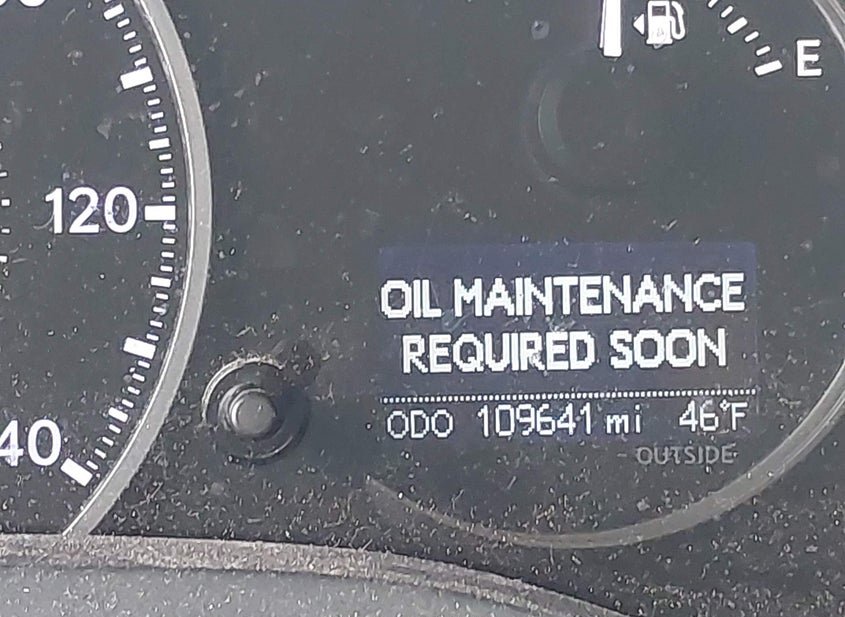 120
40
E
OIL MAINTENANCE
REQUIRED SOON
ODO 109641 mi 46°F
OUTSIDE